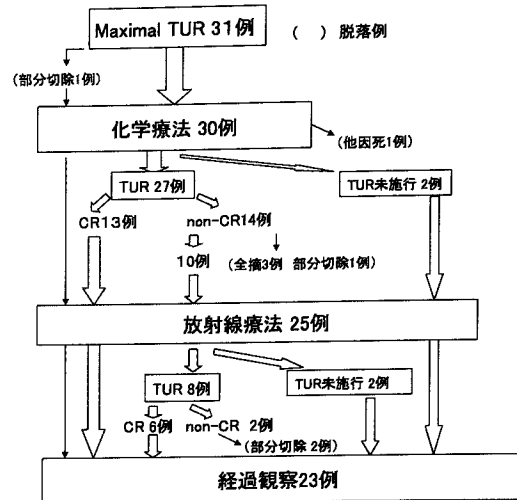 Maximal TUR 31例
( ) 脱落例
(部分切除1例)
化学療法 30例
(他因死1例)
TUR 27例
TUR未施行 2例
CR13例
non-CR14例
10例
(全摘3例 部分切除1例)
放射線療法 25例
TUR 8例
TUR未施行 2例
CR 6例
non-CR 2例
(部分切除 2例)
経過観察23例